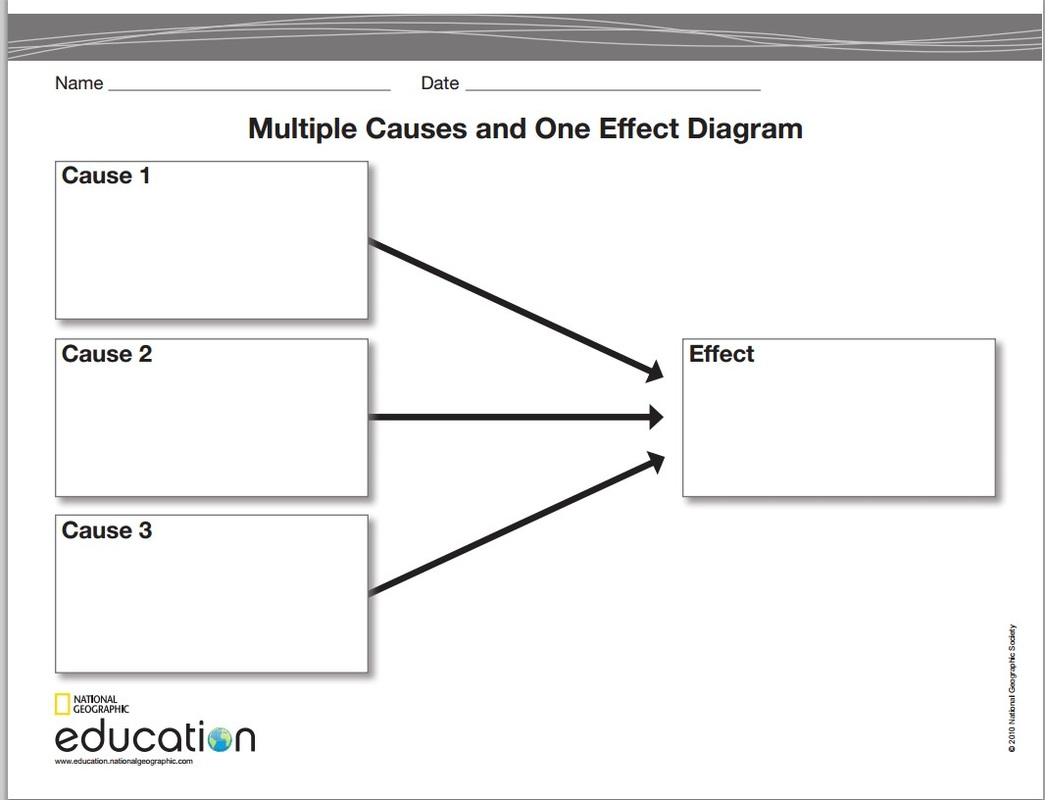 Name Date
Multiple Causes and One Effect Diagram
Cause 1
Cause 2
Cause 3
Effect
NATIONAL
GEOGRAPHIC
education
www.education.nationalgeographic.com
© 2010 National Geographic Society